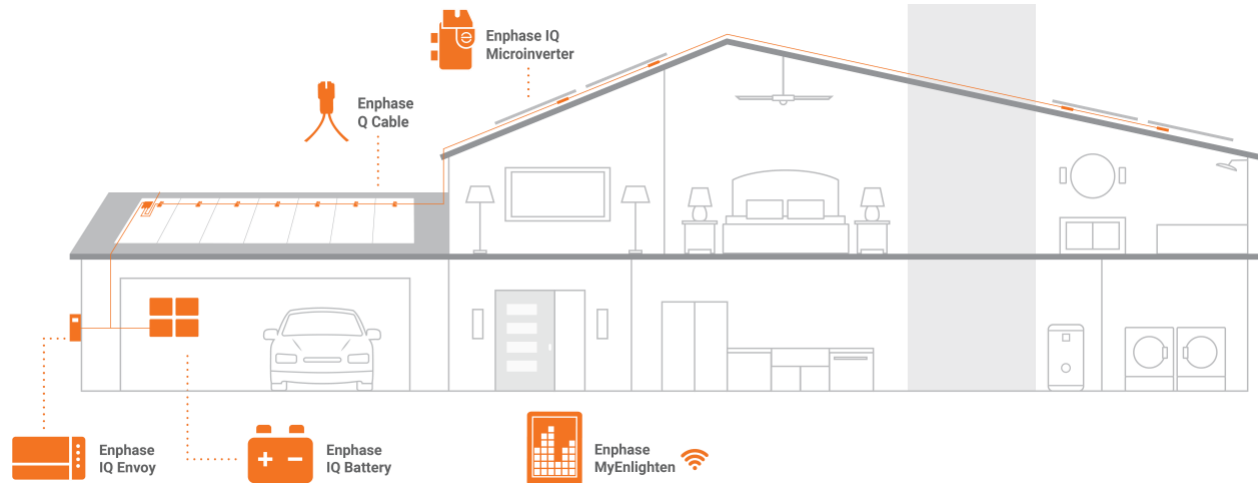 Enphase IQ
Microinverter
Enphase
Q Cable
Enphase
IQ Envoy
Enphase
IQ Battery
Enphase
MyEnlighten